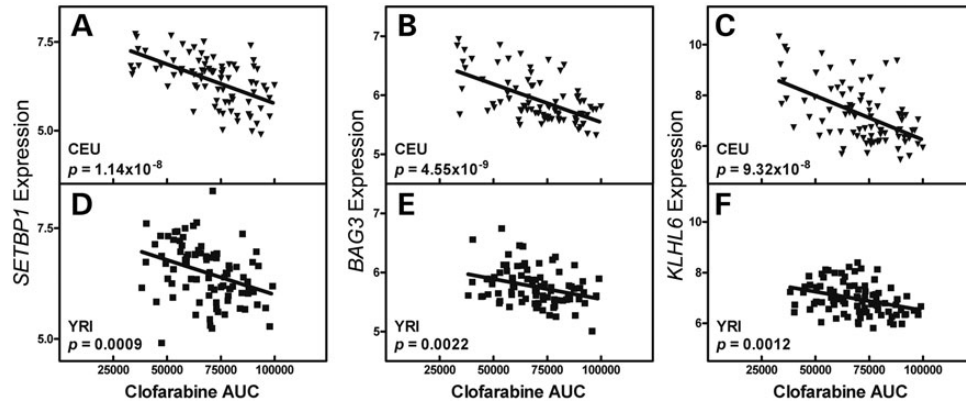 A
B
C
7.5
5.0
7
6
5
10
8
6
CEU
p = 1.14x10-8
CEU
p = 4.55x10-9
CEU
p = 9.32x10-8
SETBP1 Expression
BAG3 Expression
KLHL6 Expression
D
E
F
7.5
5.0
7
6
5
10
8
6
YRI
p = 0.0009
YRI
p = 0.0022
YRI
p = 0.0012
25000 50000 75000 100000
25000 50000 75000 100000
25000 50000 75000 100000
Clofarabine AUC
Clofarabine AUC
Clofarabine AUC